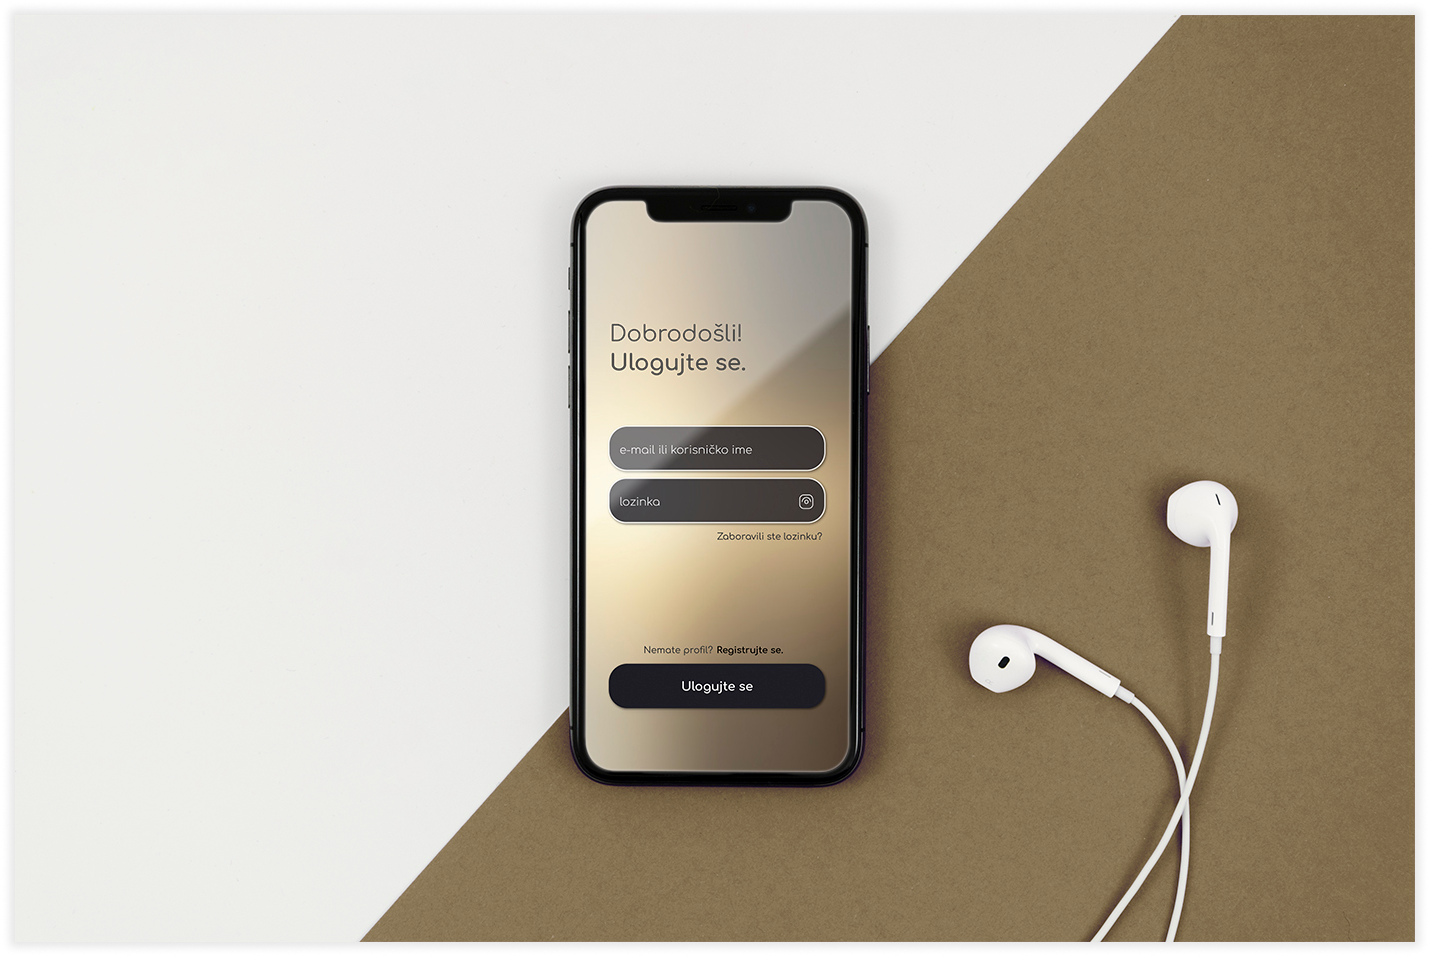 Dobrodošli!
Ulogujte se.
e-mail ili korisničko ime
lozinka
Zaboravili ste lozinku?
Nemate profil? Registrujte se.
Ulogujte se